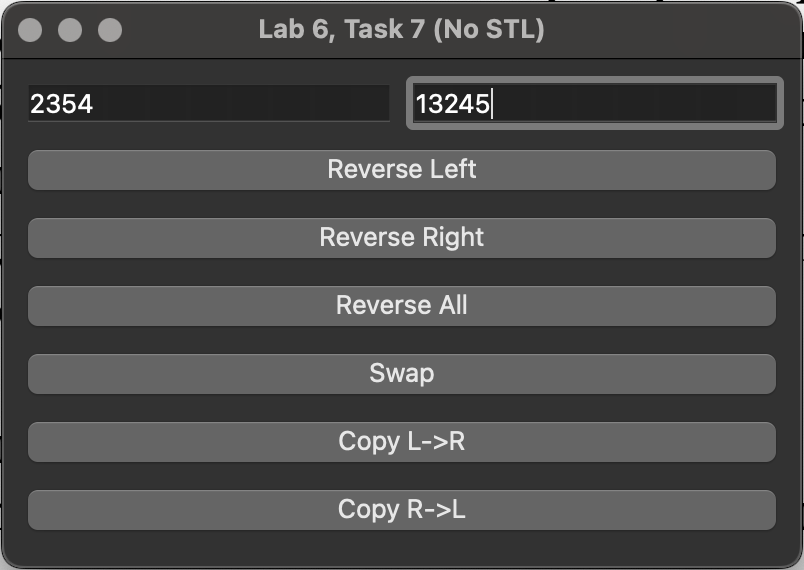 Lab 6, Task 7 (No STL)
2354 13245
Reverse Left
Reverse Right
Reverse All
Swap
Copy L->R
Copy R->L